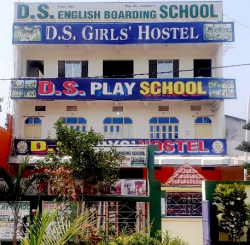 D.S. ENGLISH BOARDING SCHOOL
D.S. GIRLS' HOSTEL
D.S. PLAY SCHOOL
HOSTEL